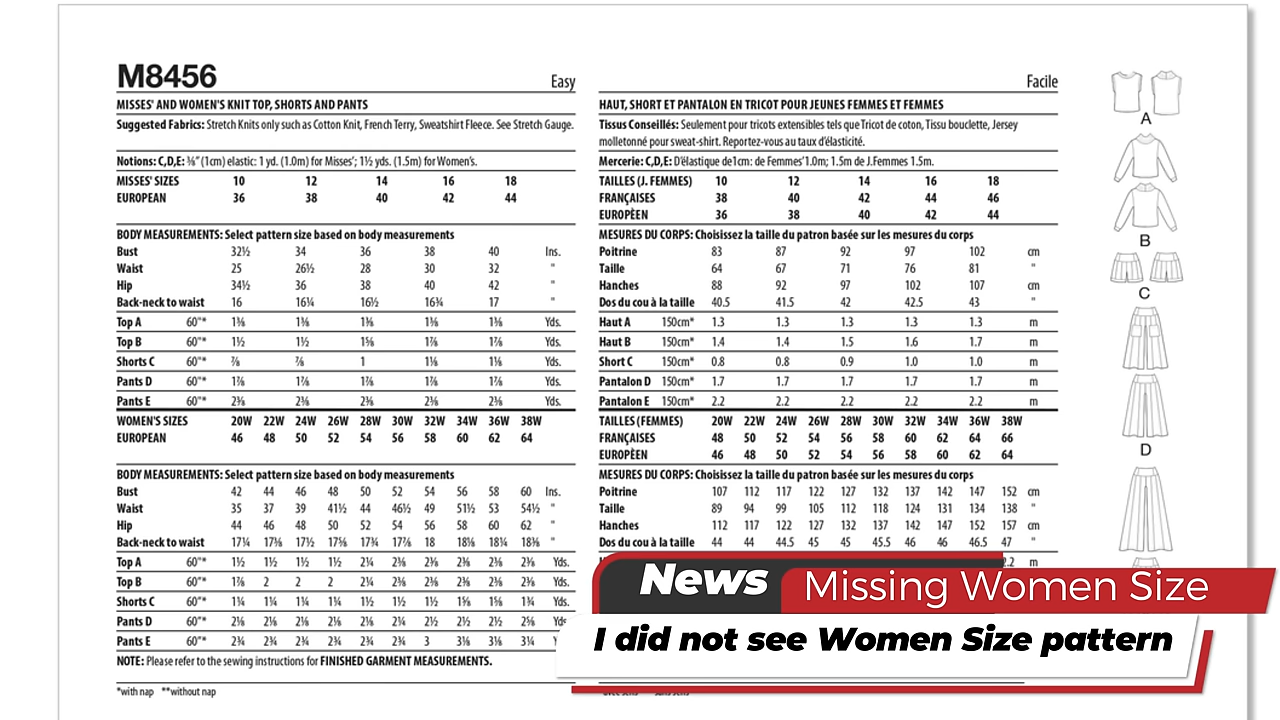 M8456
Easy
MISSES' AND WOMEN'S KNIT TOP, SHORTS AND PANTS
Suggested Fabrics: Stretch Knits only such as Cotton Knit, French Terry, Sweatshirt Fleece. See Stretch Gauge.
Notions: C,D,E: ⅜" (1cm) elastic: 1 yd. (1.0m) for Misses'; 1½ yds. (1.5m) for Women's.
MISSES' SIZES 10 12 14 16 18
EUROPEAN 36 38 40 42 44
BODY MEASUREMENTS: Select pattern size based on body measurements
Bust 32½ 34 36 38 40 Ins.
Waist 25 26½ 28 30 32 "
Hip 34½ 36 38 40 42 "
Back-neck to waist 16 16¼ 16½ 16¾ 17 "
Top A 60"* 1⅜ 1⅜ 1⅜ 1⅜ 1⅜ Yds.
Top B 60"* 1½ 1½ 1⅝ 1⅞ 1⅞ Yds.
Shorts C 60"* ⅞ ⅞ 1 1⅛ 1⅛ Yds.
Pants D 60"* 1⅞ 1⅞ 1⅞ 1⅞ 1⅞ Yds.
Pants E 60"* 2⅜ 2⅜ 2⅜ 2⅜ 2⅜ Yds.
WOMEN'S SIZES 20W 22W 24W 26W 28W 30W 32W 34W 36W 38W
EUROPEAN 46 48 50 52 54 56 58 60 62 64
BODY MEASUREMENTS: Select pattern size based on body measurements
Bust 42 44 46 48 50 52 54 56 58 60 Ins.
Waist 35 37 39 41½ 44 46½ 49 51½ 53 54½ "
Hip 44 46 48 50 52 54 56 58 60 62 "
Back-neck to waist 17¼ 17⅜ 17½ 17⅝ 17¾ 17⅞ 18 18⅛ 18¼ 18⅜ "
Top A 60"* 1½ 1½ 1½ 1½ 2¼ 2⅜ 2⅜ 2⅜ 2⅜ 2⅜ Yds.
Top B 60"* 1⅞ 2 2 2 2¼ 2⅜ 2⅜ 2⅜ 2⅜ 2⅜ Yds.
Shorts C 60"* 1¼ 1¼ 1¼ 1¼ 1½ 1½ 1½ 1⅝ 1⅝ 1¾ Yds.
Pants D 60"* 2⅛ 2⅛ 2⅛ 2⅛ 2⅛ 2¼ 2½ 2½ 2½ 2⅝
Pants E 60"* 2¾ 2¾ 2¾ 2¾ 2¾ 2¾ 3 3⅛ 3⅛ 3¼
NOTE: Please refer to the sewing instructions for FINISHED GARMENT MEASUREMENTS.
*with nap **without nap
Facile
HAUT, SHORT ET PANTALON EN TRICOT POUR JEUNES FEMMES ET FEMMES
Tissus Conseillés: Seulement pour tricots extensibles tels que Tricot de coton, Tissu bouclette, Jersey
molletonné pour sweat-shirt. Reportez-vous au taux d'élasticité.
Mercerie: C,D,E: D'élastique de1cm: de Femmes'1.0m; 1.5m de J.Femmes 1.5m.
TAILLES (J. FEMMES) 10 12 14 16 18
FRANÇAISES 38 40 42 44 46
EUROPÈEN 36 38 40 42 44
MESURES DU CORPS: Choisissez la taille du patron basée sur les mesures du corps
Poitrine 83 87 92 97 102 cm
Taille 64 67 71 76 81 "
Hanches 88 92 97 102 107 cm
Dos du cou à la taille 40.5 41.5 42 42.5 43 "
Haut A 150cm* 1.3 1.3 1.3 1.3 1.3 m
Haut B 150cm* 1.4 1.4 1.5 1.6 1.7 m
Short C 150cm* 0.8 0.8 0.9 1.0 1.0 m
Pantalon D 150cm* 1.7 1.7 1.7 1.7 1.7 m
Pantalon E 150cm* 2.2 2.2 2.2 2.2 2.2 m
TAILLES (FEMMES) 20W 22W 24W 26W 28W 30W 32W 34W 36W 38W
FRANÇAISES 48 50 52 54 56 58 60 62 64 66
EUROPÈEN 46 48 50 52 54 56 58 60 62 64
MESURES DU CORPS: Choisissez la taille du patron basée sur les mesures du corps
Poitrine 107 112 117 122 127 132 137 142 147 152 cm
Taille 89 94 99 105 112 118 124 131 134 138 "
Hanches 112 117 122 127 132 137 142 147 152 157 cm
Dos du cou à la taille 44 44 44.5 45 45 45.5 46 46 46.5 47 "
m
A
B
C
D
News
Missing Women Size
I did not see Women Size pattern